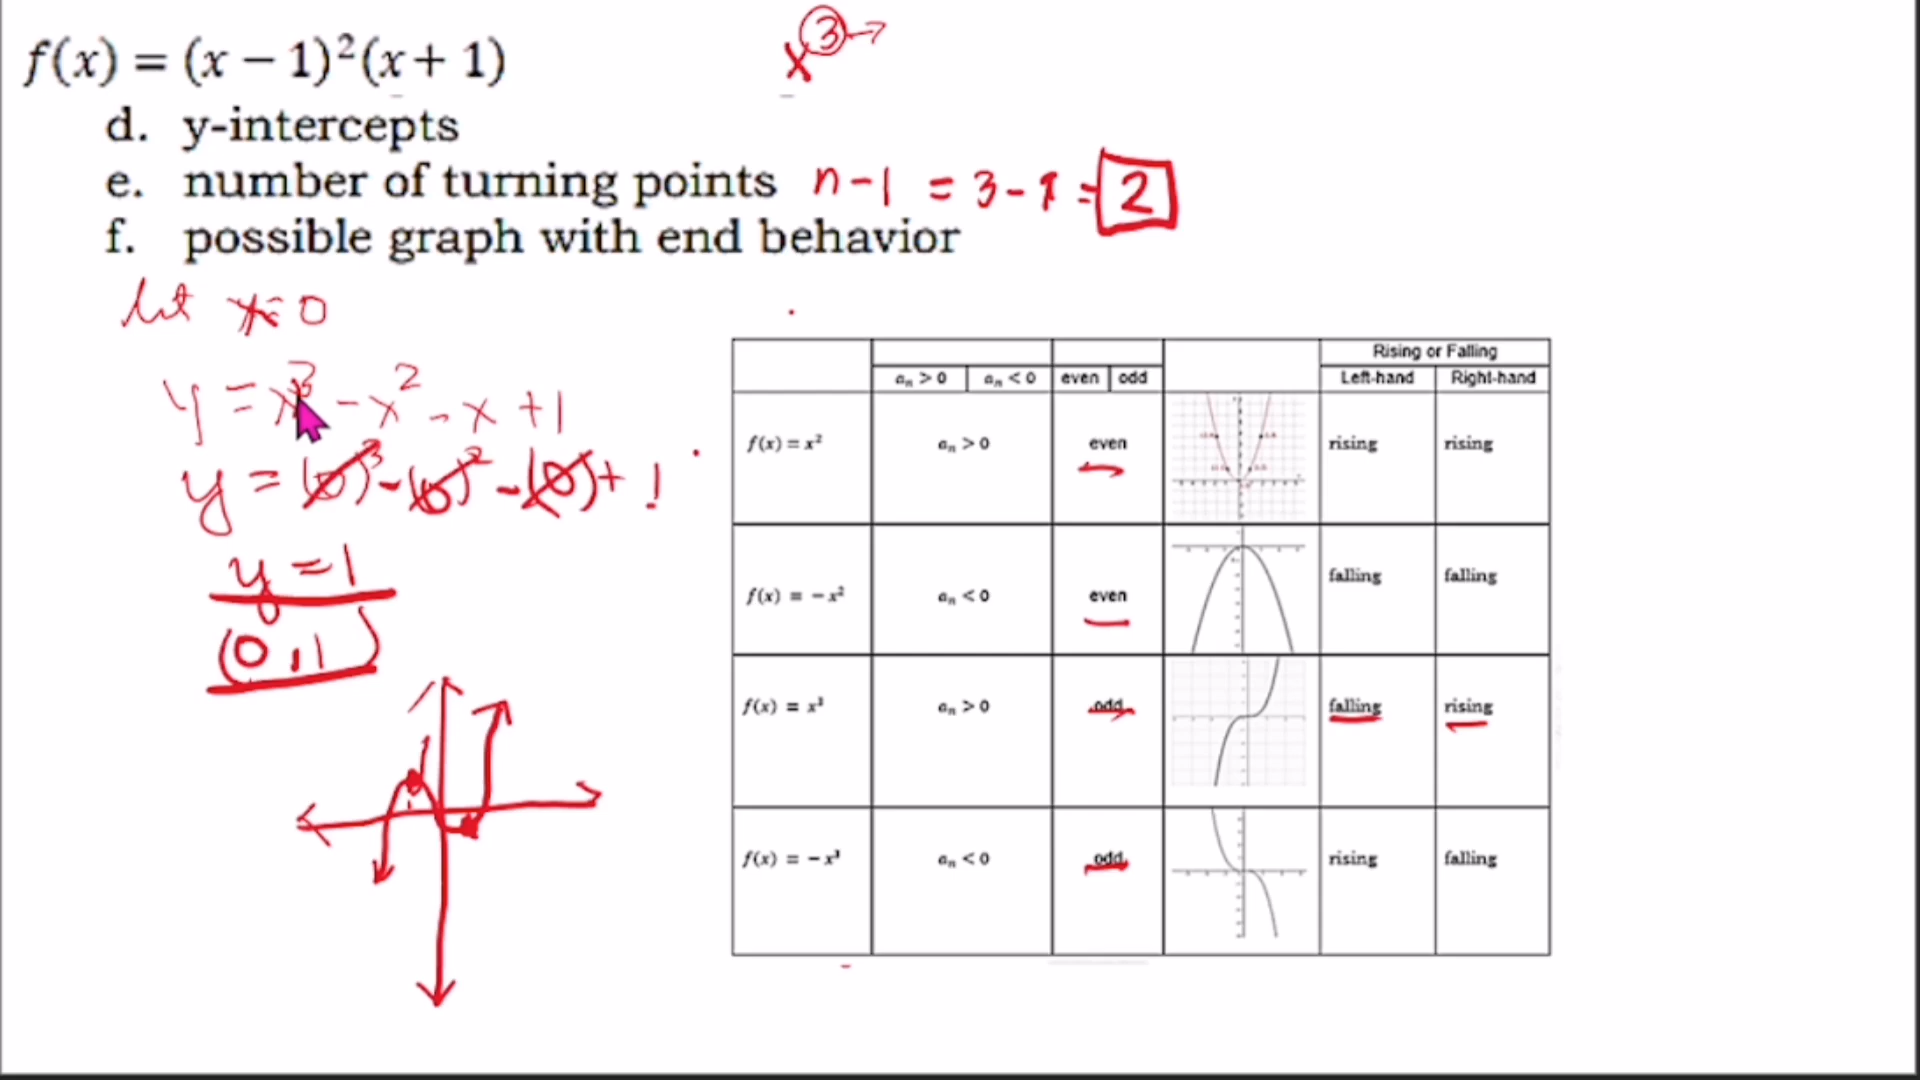 f(x) = (x − 1)²(x + 1)
x³
d. y-intercepts
e. number of turning points n - 1 = 3 - 1 = 2
f. possible graph with end behavior
let x = 0
y = x³ - x² - x + 1
y = (0)³ - (0)² - (0) + 1
y = 1
(0,1)
Rising or Falling
aₙ > 0 aₙ < 0 even odd Left-hand Right-hand
f(x) = x² aₙ > 0 even rising rising
f(x) = −x² aₙ < 0 even falling falling
f(x) = x³ aₙ > 0 odd falling rising
f(x) = −x³ aₙ < 0 odd rising falling